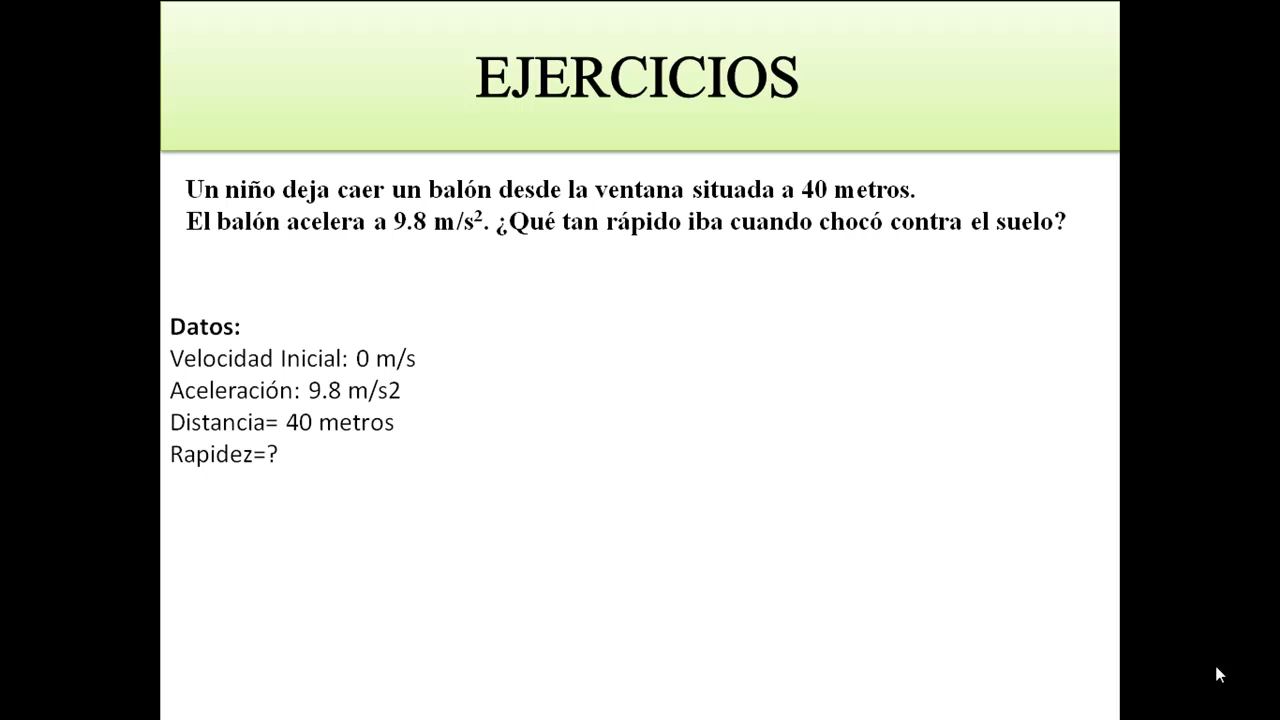 EJERCICIOS
Un niño deja caer un balón desde la ventana situada a 40 metros.
El balón acelera a 9.8 m/s². ¿Qué tan rápido iba cuando chocó contra el suelo?
Datos:
Velocidad Inicial: 0 m/s
Aceleración: 9.8 m/s2
Distancia= 40 metros
Rapidez=?